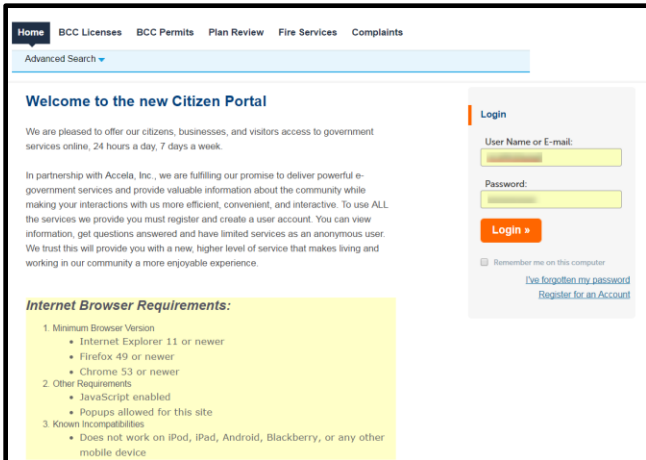 Home BCC Licenses BCC Permits Plan Review Fire Services Complaints
Advanced Search
Welcome to the new Citizen Portal
We are pleased to offer our citizens, businesses, and visitors access to government
services online, 24 hours a day, 7 days a week.
In partnership with Accela, Inc., we are fulfilling our promise to deliver powerful e-
government services and provide valuable information about the community while
making your interactions with us more efficient, convenient, and interactive. To use ALL
the services we provide you must register and create a user account. You can view
information, get questions answered and have limited services as an anonymous user.
We trust this will provide you with a new, higher level of service that makes living and
working in our community a more enjoyable experience.
Internet Browser Requirements:
1. Minimum Browser Version
• Internet Explorer 11 or newer
• Firefox 49 or newer
• Chrome 53 or newer
2. Other Requirements
• JavaScript enabled
• Popups allowed for this site
3. Known Incompatibilities
• Does not work on iPod, iPad, Android, Blackberry, or any other
mobile device
Login
User Name or E-mail:
Password:
Login »
Remember me on this computer
I've forgotten my password
Register for an Account